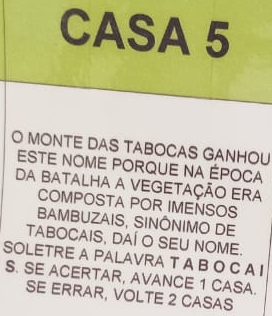 CASA 5
O MONTE DAS TABOCAS GANHOU
ESTE NOME PORQUE NA ÉPOCA
DA BATALHA A VEGETAÇÃO ERA
COMPOSTA POR IMENSOS
BAMBUZAIS, SINÔNIMO DE
TABOCAIS, DAÍ O SEU NOME.
SOLETRE A PALAVRA T A B O C A I
S. SE ACERTAR, AVANCE 1 CASA.
SE ERRAR, VOLTE 2 CASAS